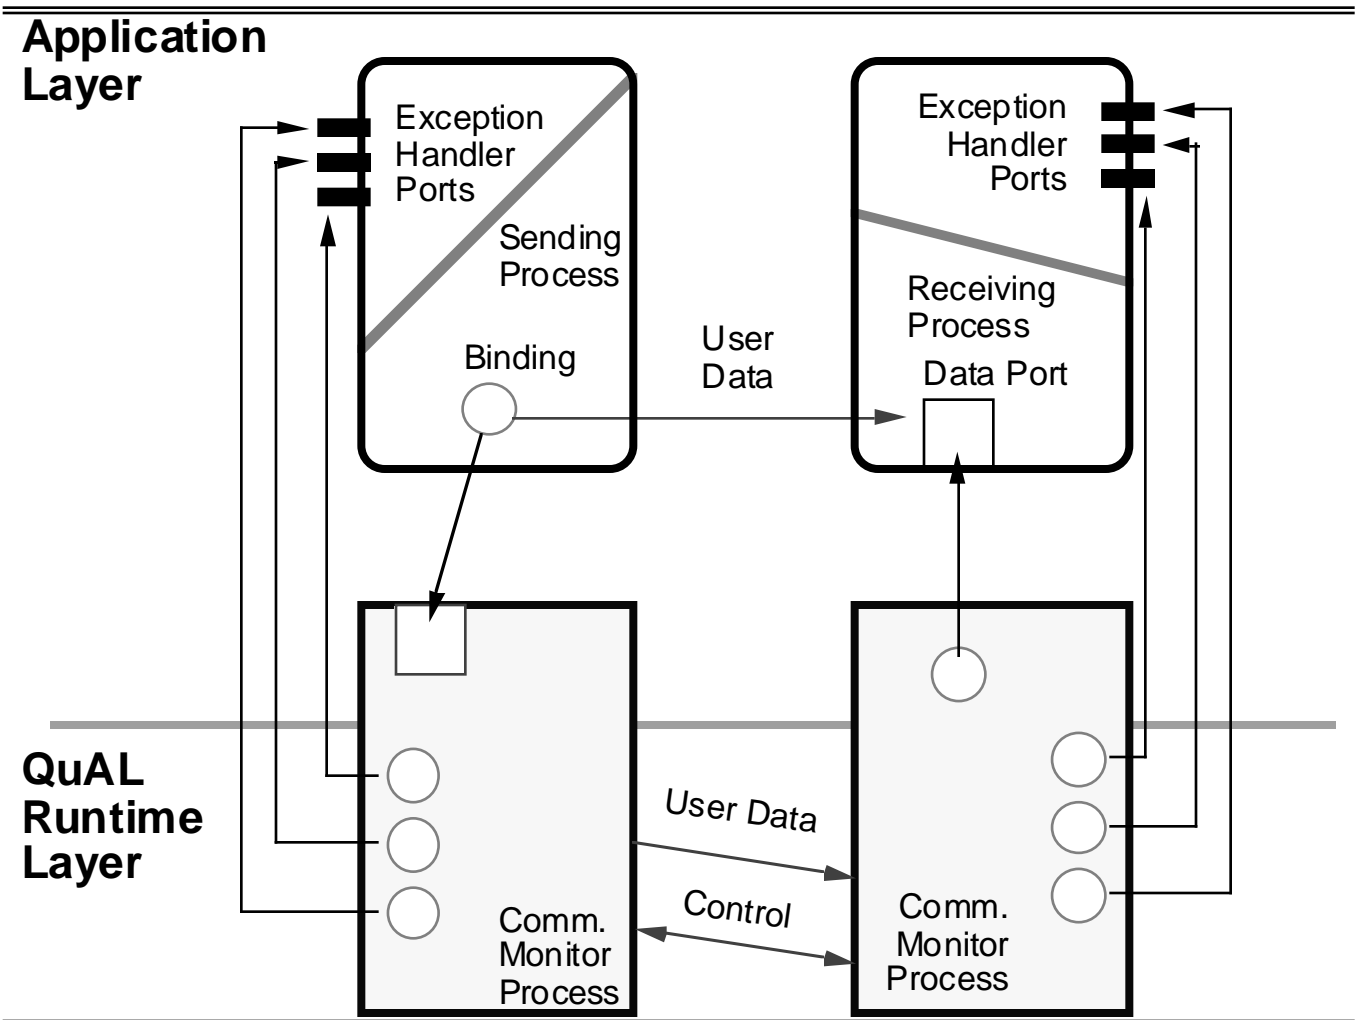 Application
Layer
Exception
Handler
Ports
Sending
Process
Binding
User
Data
Exception
Handler
Ports
Receiving
Process
Data Port
QuAL
Runtime
Layer
User Data
Control
Comm.
Monitor
Process
Comm.
Monitor
Process